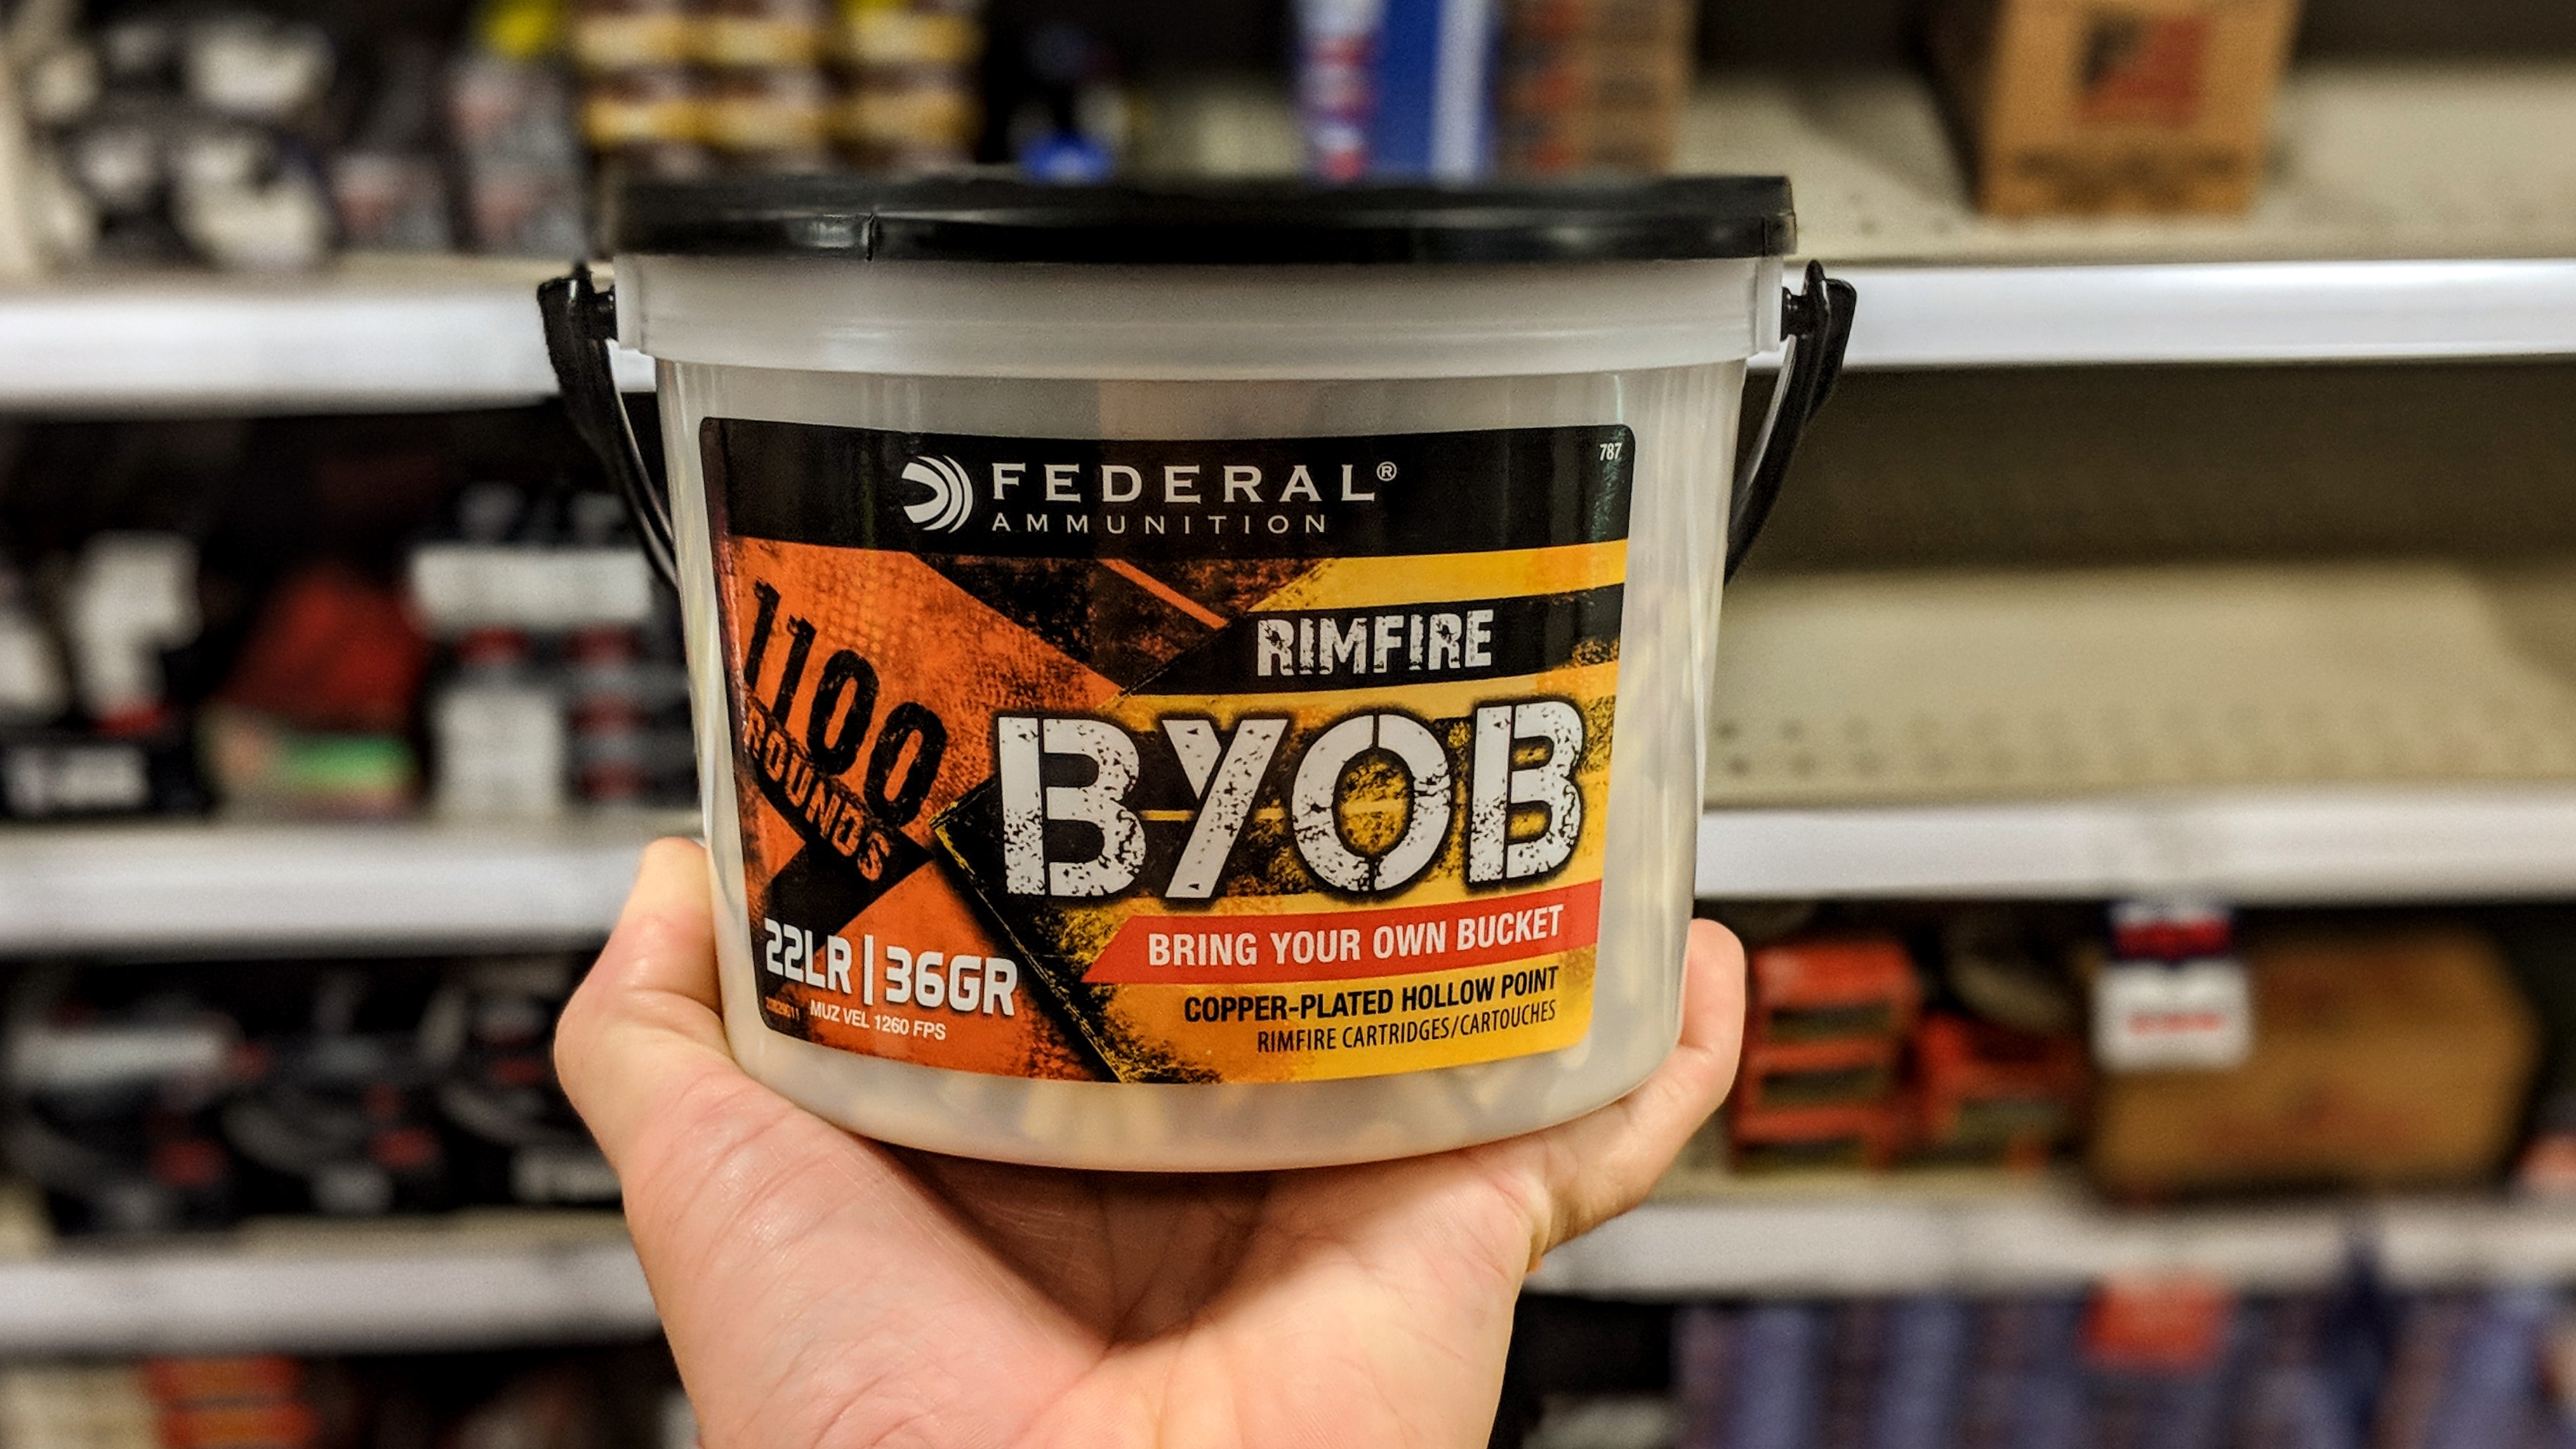 FEDERAL®
AMMUNITION
787
1100
ROUNDS
RIMFIRE
BYOB
BRING YOUR OWN BUCKET
22LR | 36GR
MUZ VEL 1260 FPS
COPPER-PLATED HOLLOW POINT
RIMFIRE CARTRIDGES/CARTOUCHES